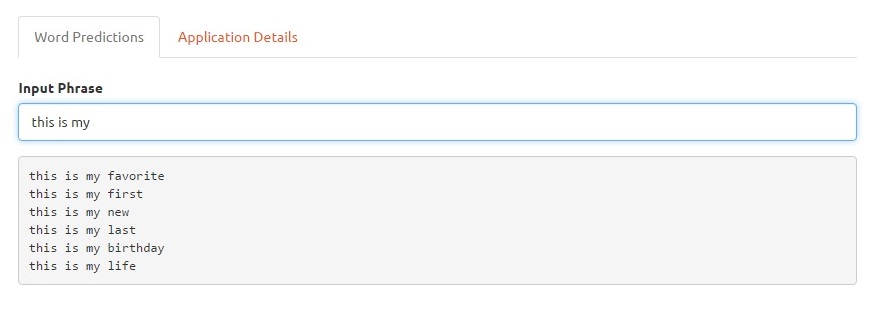 Word Predictions Application Details
Input Phrase
this is my
this is my favorite
this is my first
this is my new
this is my last
this is my birthday
this is my life